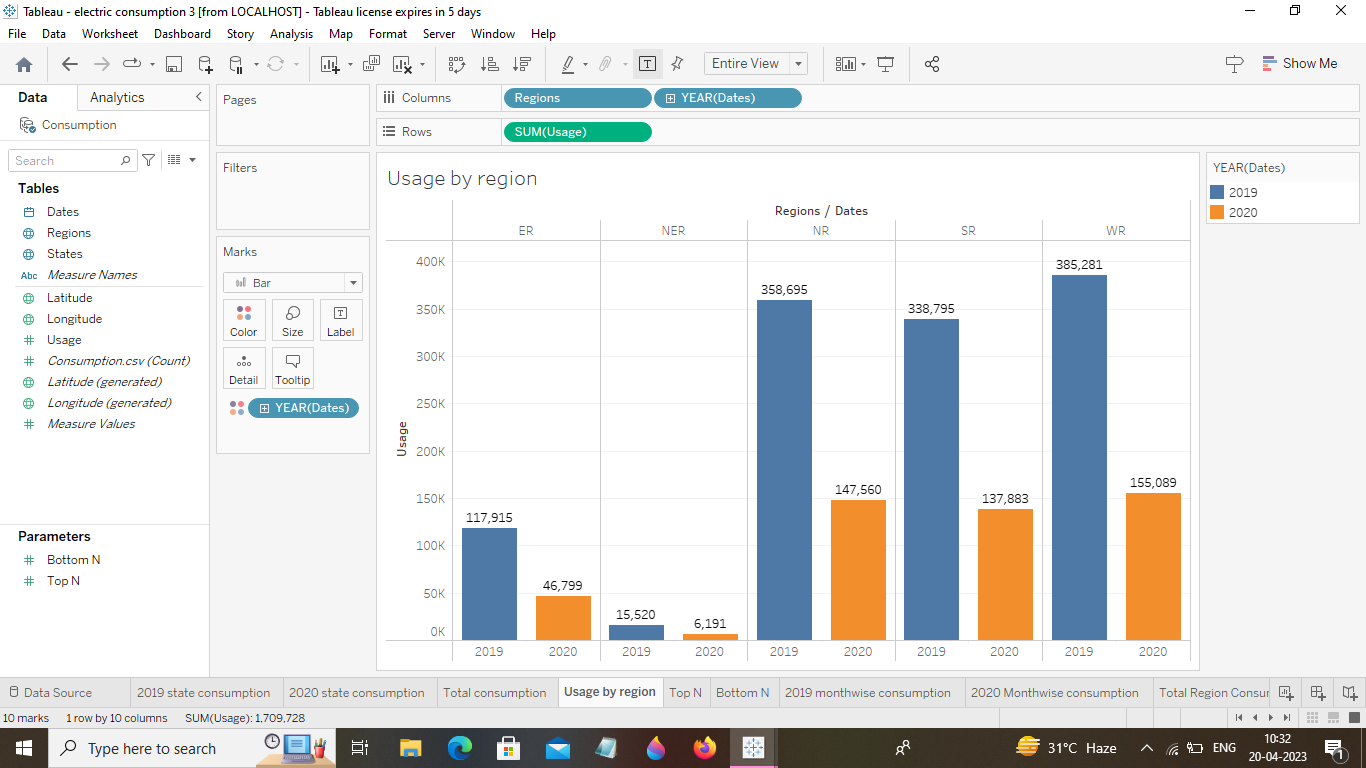 Tableau - electric consumption 3 [from LOCALHOST] - Tableau license expires in 5 days
File Data Worksheet Dashboard Story Analysis Map Format Server Window Help
Entire View
Show Me
Data Analytics
Consumption
Search
Tables
Dates
Regions
States
Abc Measure Names
Latitude
Longitude
Usage
Consumption.csv (Count)
Latitude (generated)
Longitude (generated)
Measure Values
Parameters
Bottom N
Top N
Pages
Filters
Marks
Bar
Color Size Label
Detail Tooltip
YEAR(Dates)
Columns Regions YEAR(Dates)
Rows SUM(Usage)
Usage by region
Regions / Dates
ER NER NR SR WR
Usage
400K
350K
300K
250K
200K
150K
100K
50K
0K
117,915
46,799
15,520
6,191
358,695
147,560
338,795
137,883
385,281
155,089
2019 2020 2019 2020 2019 2020 2019 2020 2019 2020
YEAR(Dates)
2019
2020
Data Source 2019 state consumption 2020 state consumption Total consumption Usage by region Top N Bottom N 2019 monthwise consumption 2020 Monthwise consumption Total Region Consur
10 marks 1 row by 10 columns SUM(Usage): 1,709,728
Type here to search
31°C Haze
ENG
10:32
20-04-2023
1